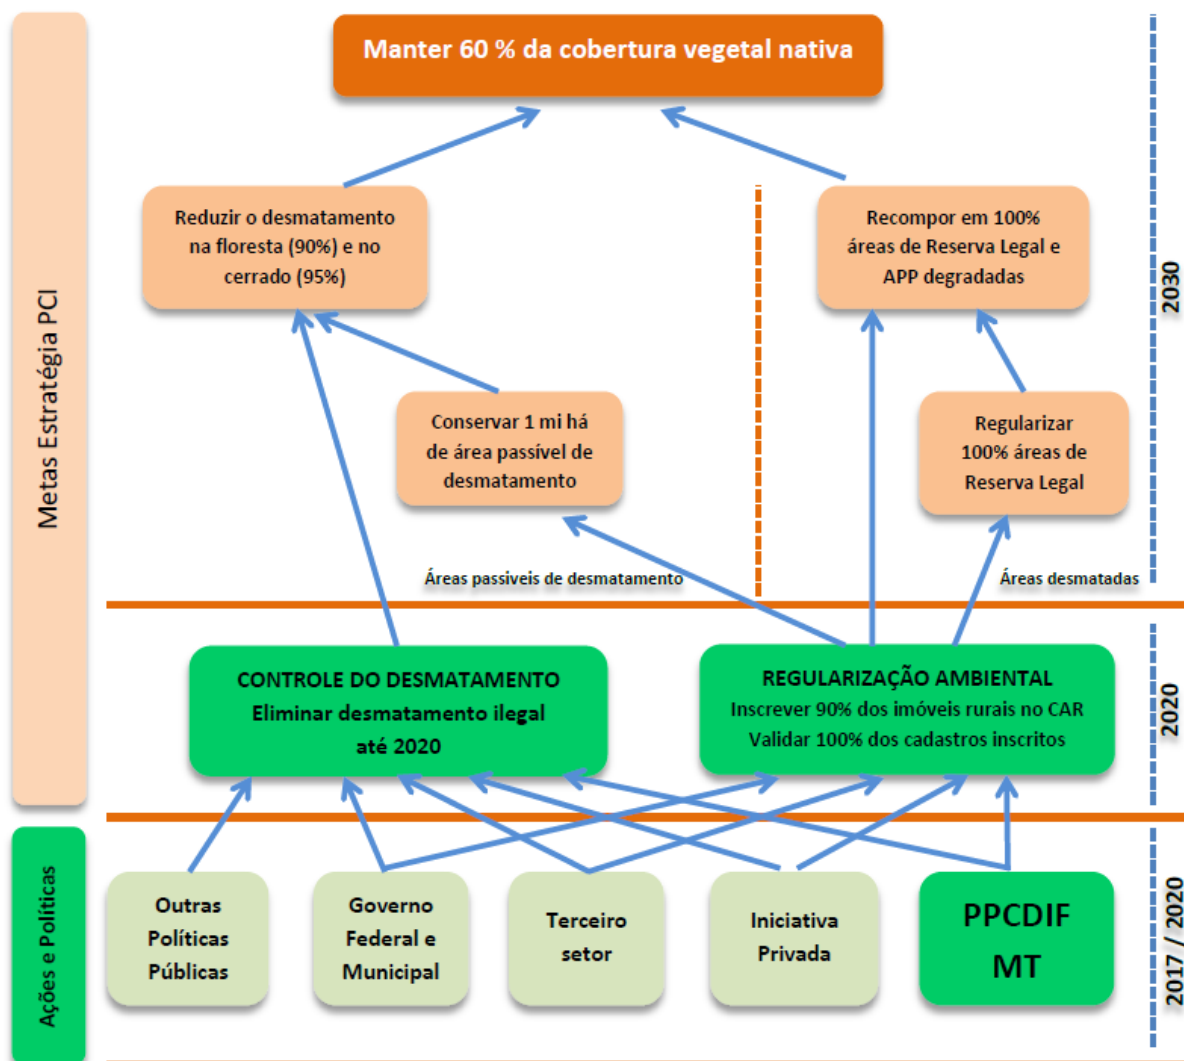 Manter 60 % da cobertura vegetal nativa
Metas Estratégia PCI
Reduzir o desmatamento
na floresta (90%) e no
cerrado (95%)
Recompor em 100%
áreas de Reserva Legal e
APP degradadas
2030
Conservar 1 mi há
de área passível de
desmatamento
Regularizar
100% áreas de
Reserva Legal
Áreas passiveis de desmatamento
Áreas desmatadas
CONTROLE DO DESMATAMENTO
Eliminar desmatamento ilegal
até 2020
REGULARIZAÇÃO AMBIENTAL
Inscrever 90% dos imóveis rurais no CAR
Validar 100% dos cadastros inscritos
2020
Ações e Políticas
Outras
Políticas
Públicas
Governo
Federal e
Municipal
Terceiro
setor
Iniciativa
Privada
PPCDIF
MT
2017 / 2020